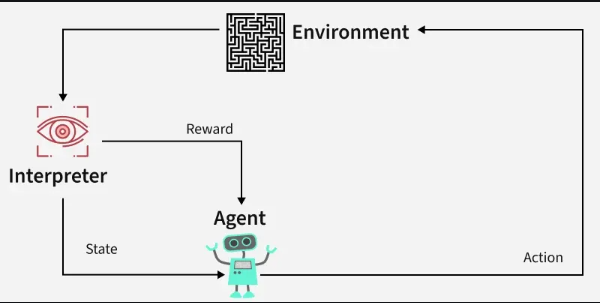 Environment
Reward
Interpreter
Agent
State
Action